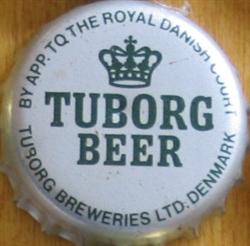 BY APP. TO THE ROYAL DANISH COURT
TUBORG
BEER
TUBORG BREWERIES LTD. DENMARK